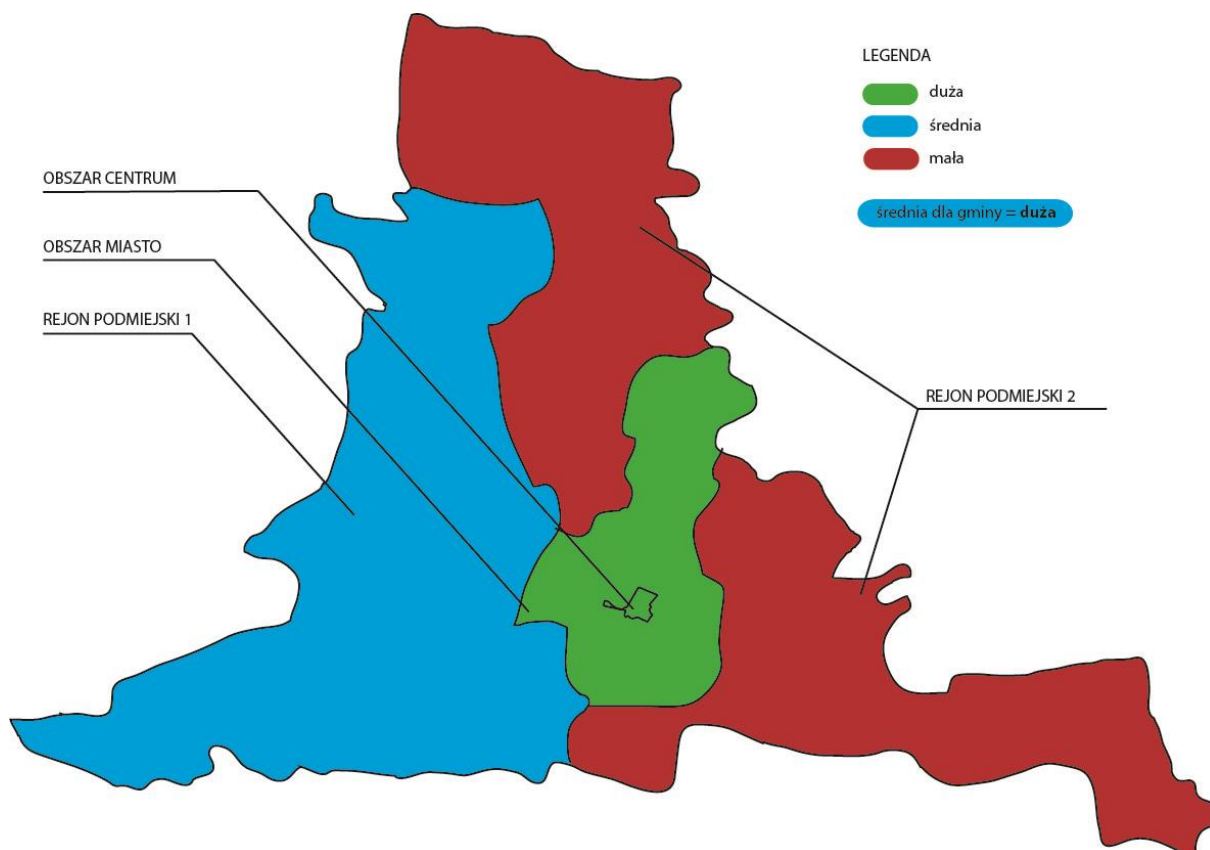 LEGENDA
duża
średnia
mała
średnia dla gminy = duża
OBSZAR CENTRUM
OBSZAR MIASTO
REJON PODMIEJSKI 1
REJON PODMIEJSKI 2